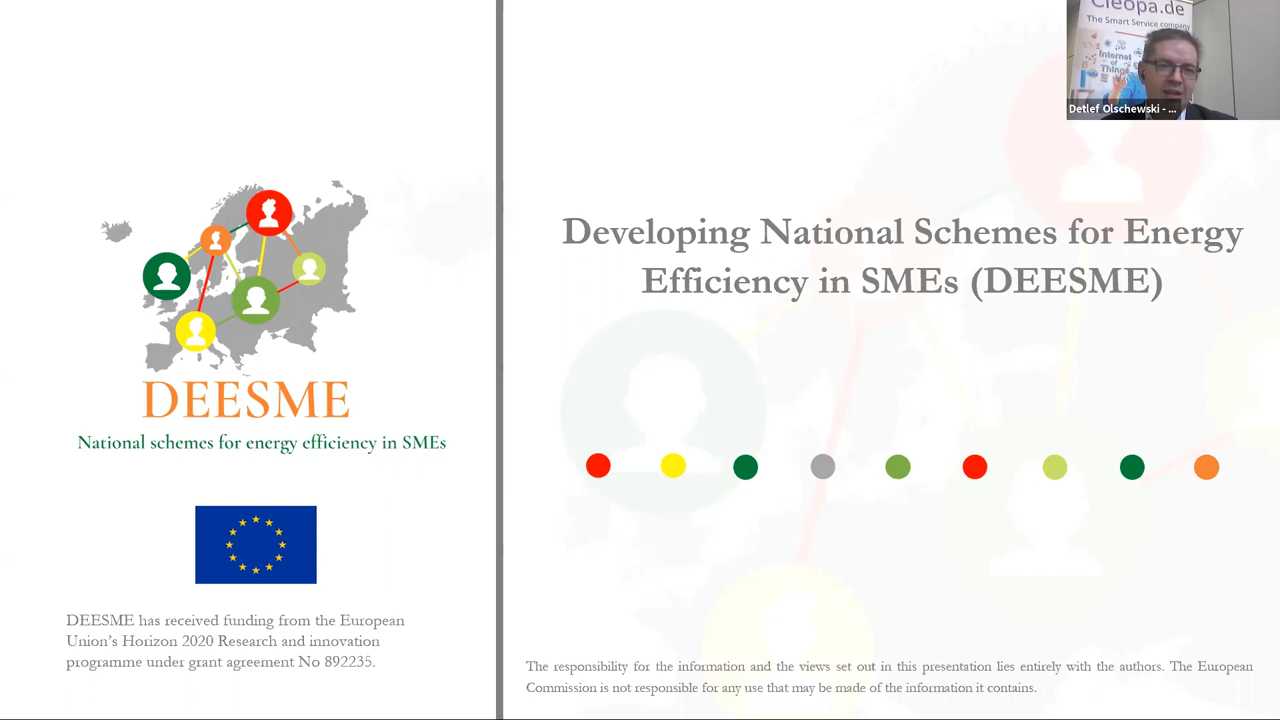 Cleopa.de
The Smart Service company
Internet
of
Things
Detlef Olschewski - ...
Developing National Schemes for Energy
Efficiency in SMEs (DEESME)
DEESME
National schemes for energy efficiency in SMEs
DEESME has received funding from the European
Union's Horizon 2020 Research and innovation
programme under grant agreement No 892235.
The responsibility for the information and the views set out in this presentation lies entirely with the authors. The European
Commission is not responsible for any use that may be made of the information it contains.